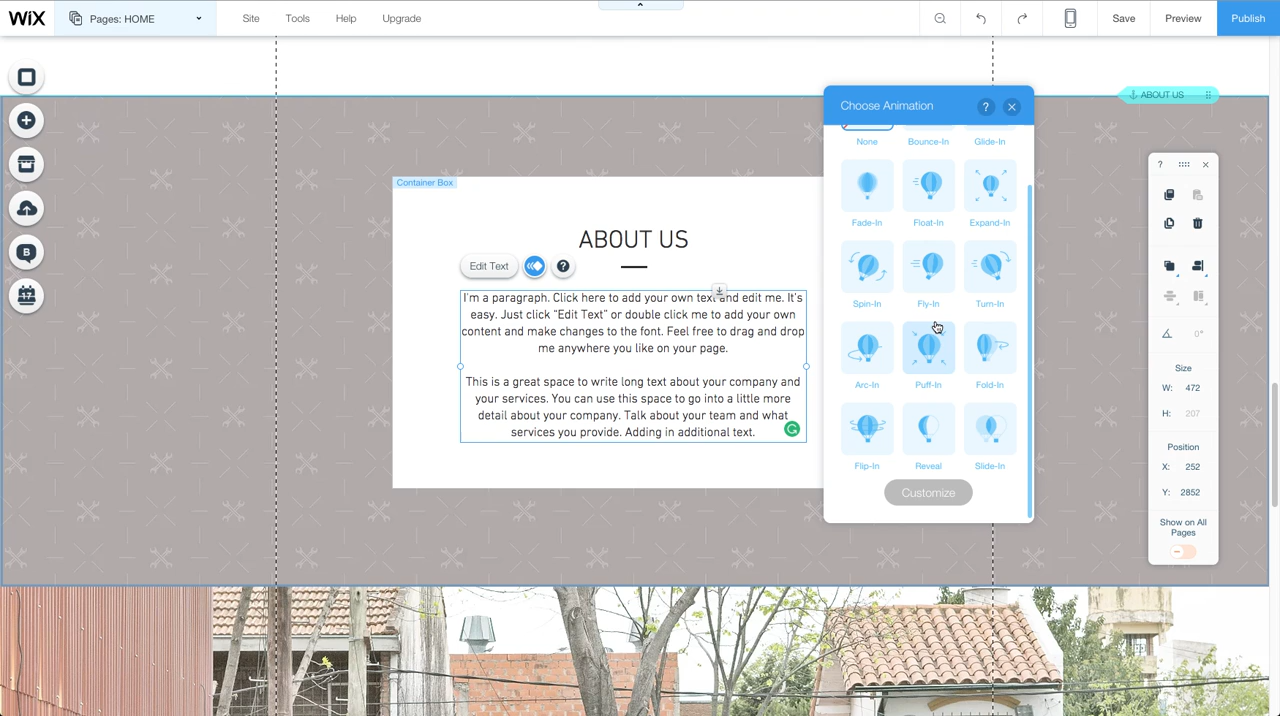 WiX
Pages: HOME
Site
Tools
Help
Upgrade
Save
Preview
Publish
ABOUT US
Choose Animation
?
None
Bounce-In
Glide-In
Fade-In
Float-In
Expand-In
Spin-In
Fly-In
Turn-In
Arc-In
Puff-In
Fold-In
Flip-In
Reveal
Slide-In
Customize
Container Box
ABOUT US
Edit Text
?
I'm a paragraph. Click here to add your own text and edit me. It's
easy. Just click “Edit Text” or double click me to add your own
content and make changes to the font. Feel free to drag and drop
me anywhere you like on your page.
This is a great space to write long text about your company and
your services. You can use this space to go into a little more
detail about your company. Talk about your team and what
services you provide. Adding in additional text.
B
17
?
0°
Size
W: 472
H: 207
Position
X: 252
Y: 2852
Show on All
Pages